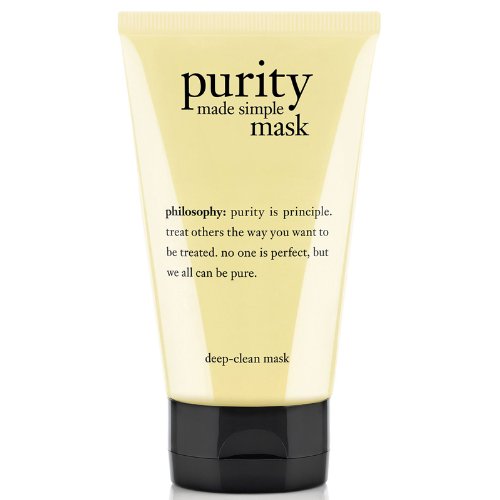 purity
made simple
mask
philosophy: purity is principle.
treat others the way you want to
be treated. no one is perfect, but
we all can be pure.
deep-clean mask